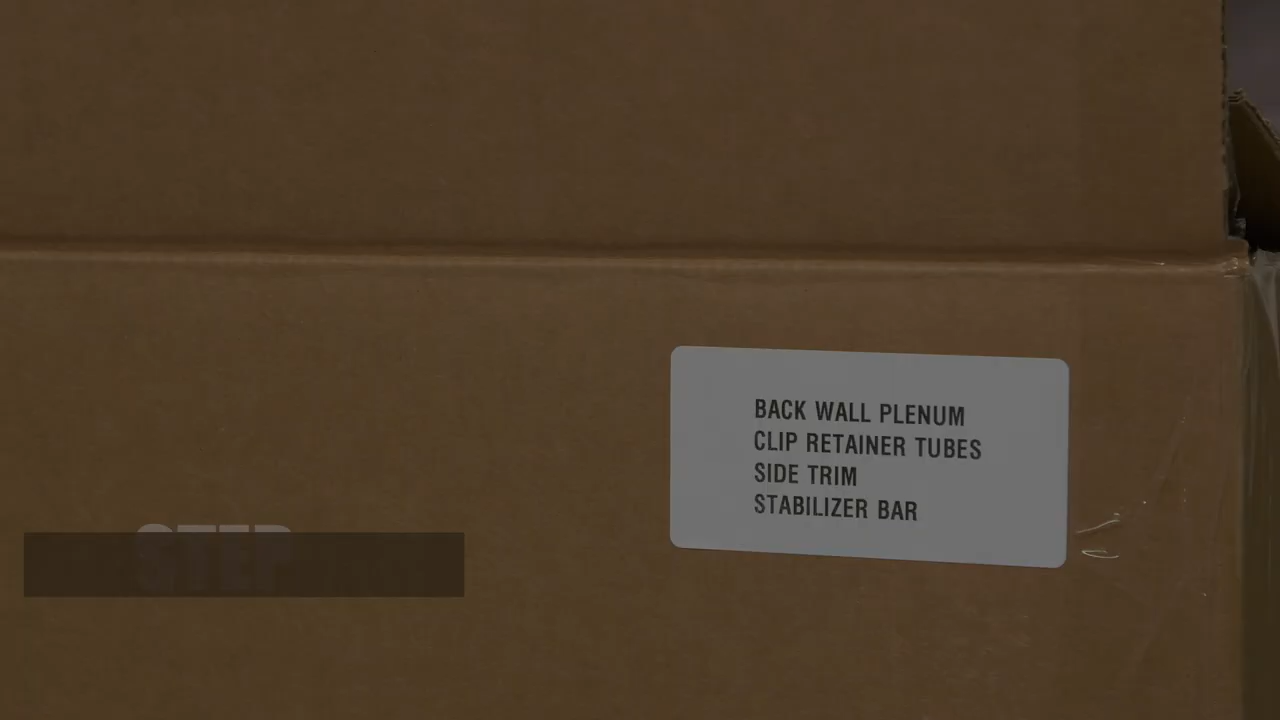 BACK WALL PLENUM
CLIP RETAINER TUBES
SIDE TRIM
STABILIZER BAR
STEP